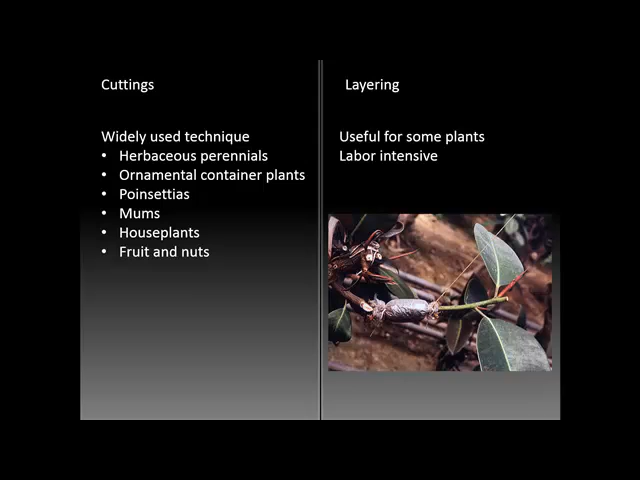 Cuttings
Widely used technique
• Herbaceous perennials
• Ornamental container plants
• Poinsettias
• Mums
• Houseplants
• Fruit and nuts
Layering
Useful for some plants
Labor intensive